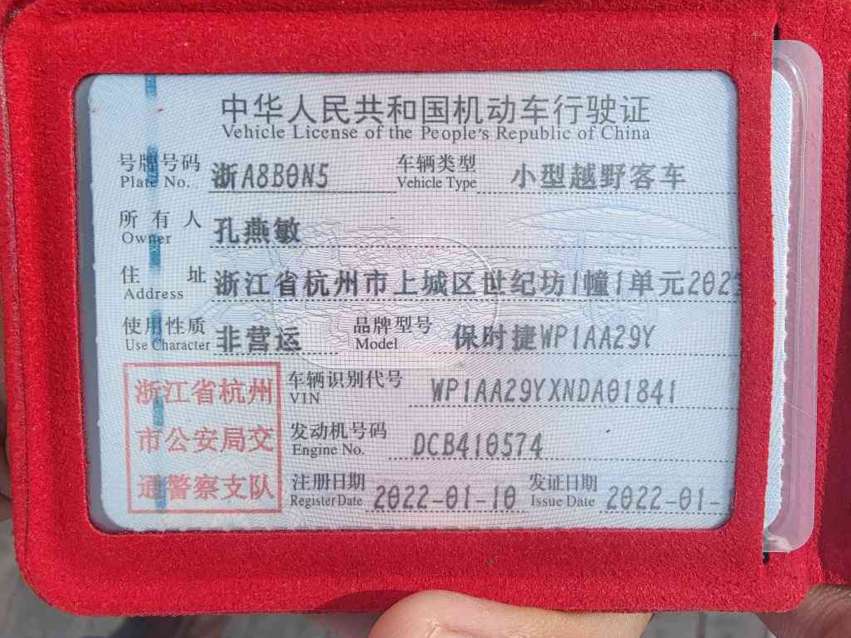 中华人民共和国机动车行驶证
Vehicle License of the People's Republic of China
号牌号码 浙A8B0N5 车辆类型 小型越野客车
Plate No. Vehicle Type
所有人 孔燕敏
Owner
住址 浙江省杭州市上城区世纪坊1幢1单元202
Address
使用性质 非营运 品牌型号 保时捷WP1AA29Y
Use Character Model
浙江省杭州
市公安局交
通警察支队
车辆识别代号 WP1AA29YXNDA01841
VIN
发动机号码 DCB410574
Engine No.
注册日期 2022-01-10 发证日期 2022-01-
Register Date Issue Date